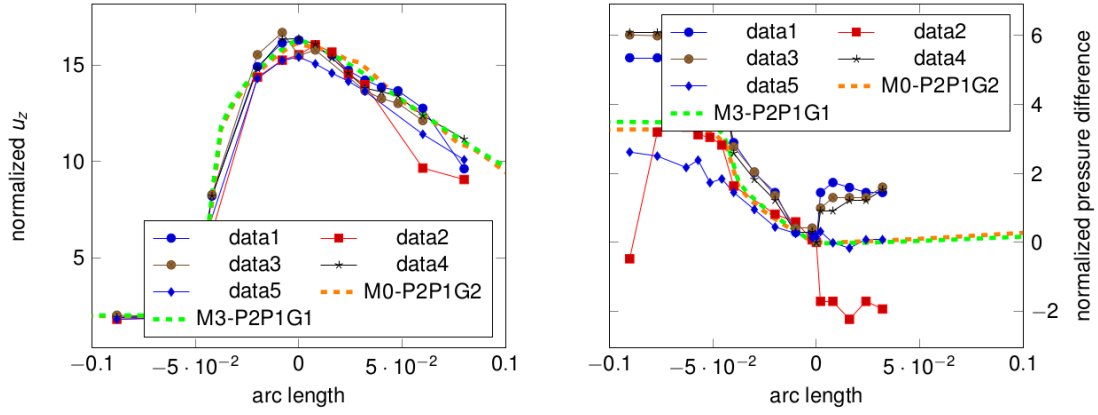 normalized u_z
15
10
5
data1 data2
data3 data4
data5 M0-P2P1G2
M3-P2P1G1
−0.1 −5 · 10⁻² 0 5 · 10⁻² 0.1
arc length
data1 data2
data3 data4
data5 M0-P2P1G2
M3-P2P1G1
6
4
2
0
−2
normalized pressure difference
−0.1 −5 · 10⁻² 0 5 · 10⁻² 0.1
arc length